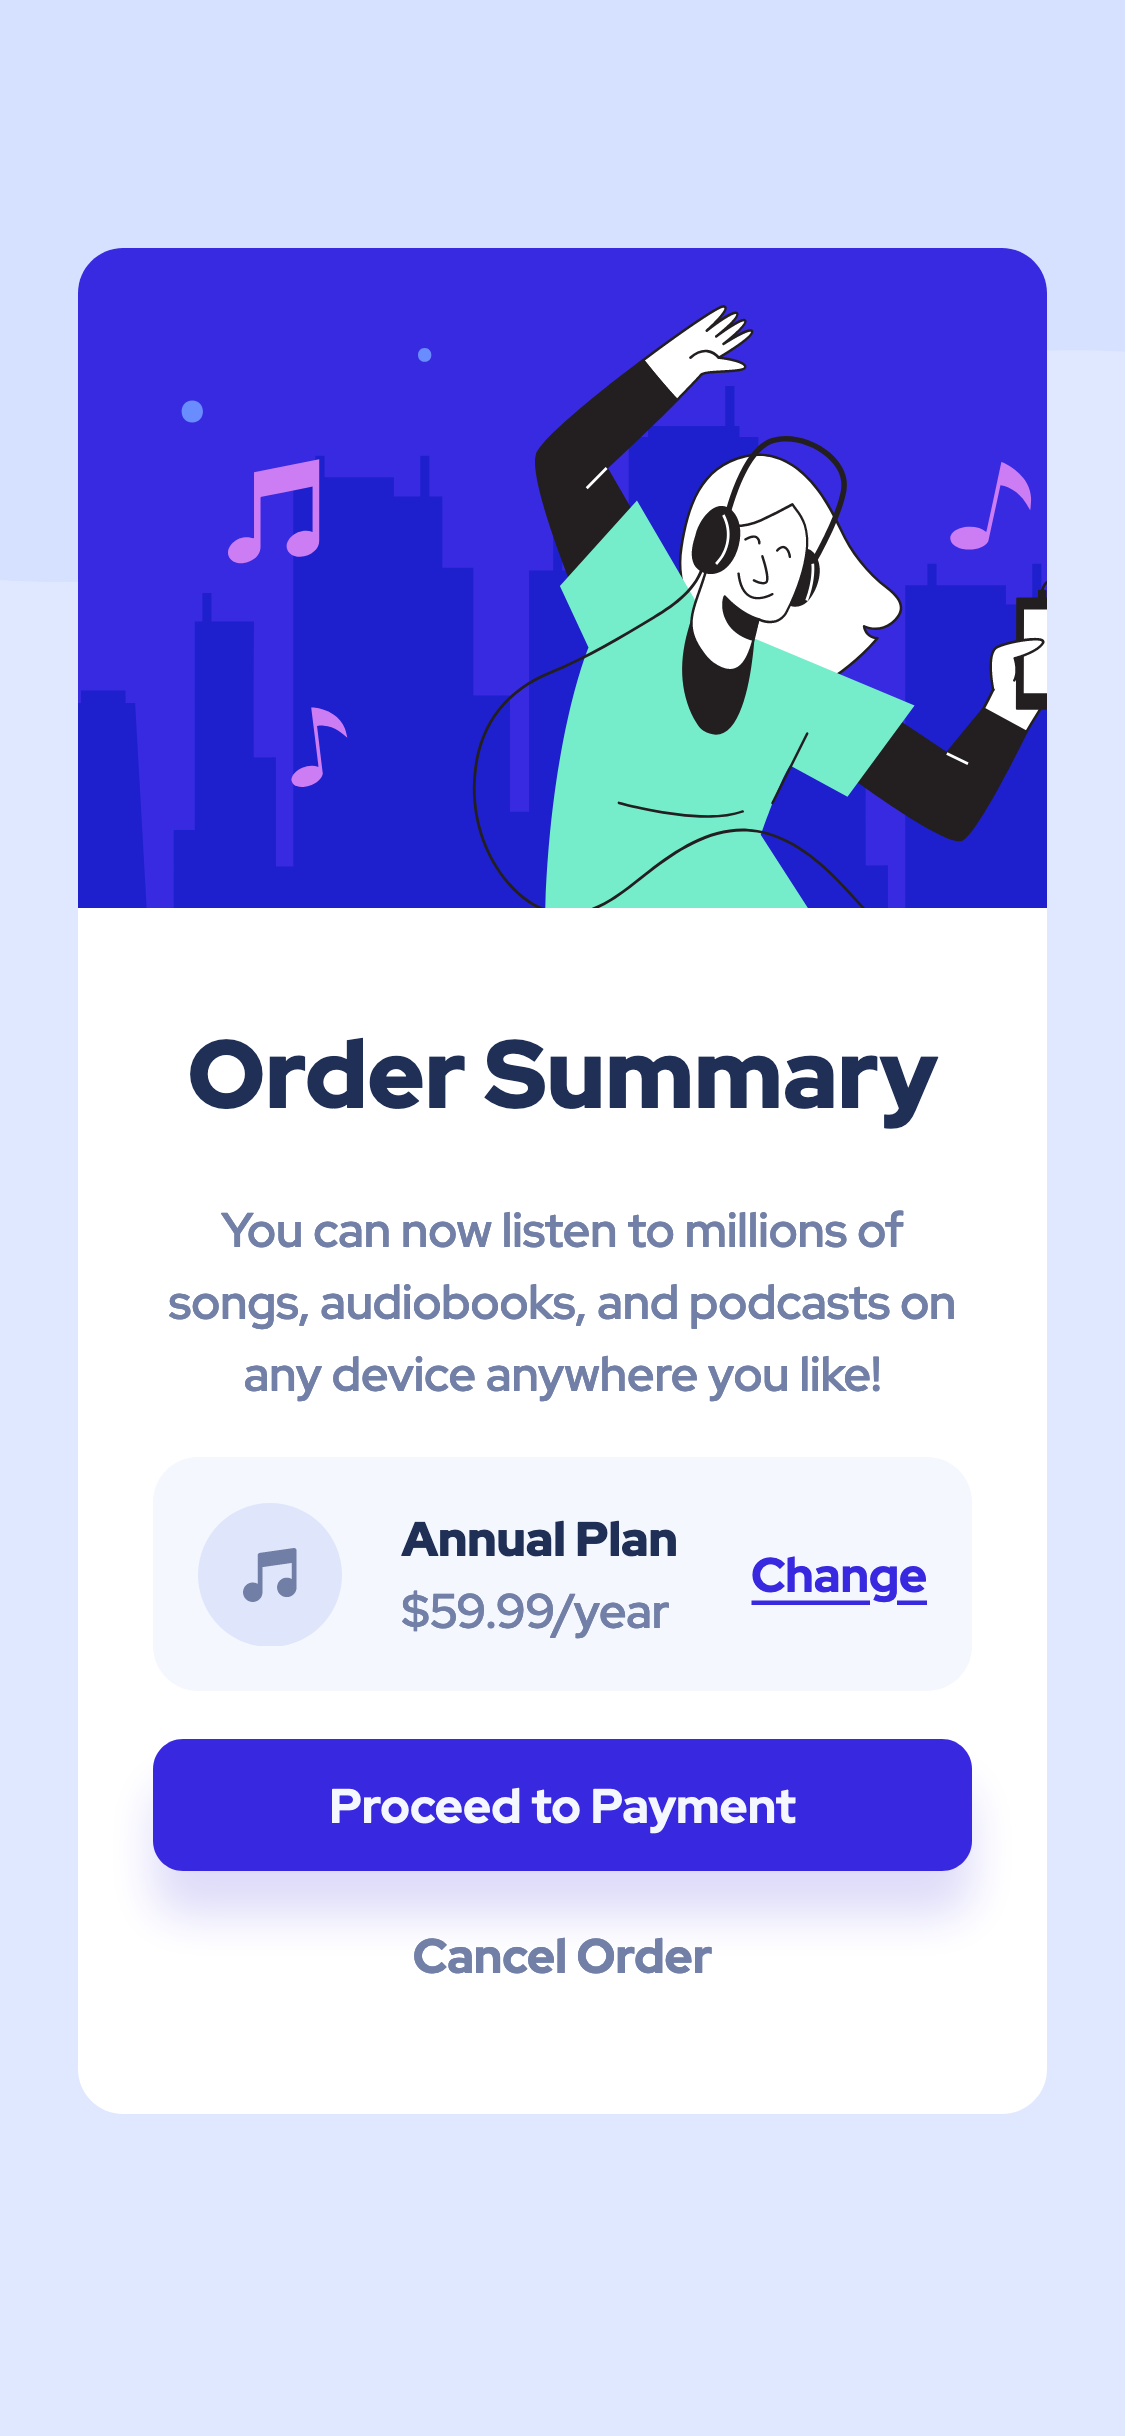 Order Summary
You can now listen to millions of
songs, audiobooks, and podcasts on
any device anywhere you like!
Annual Plan
$59.99/year
Change
Proceed to Payment
Cancel Order